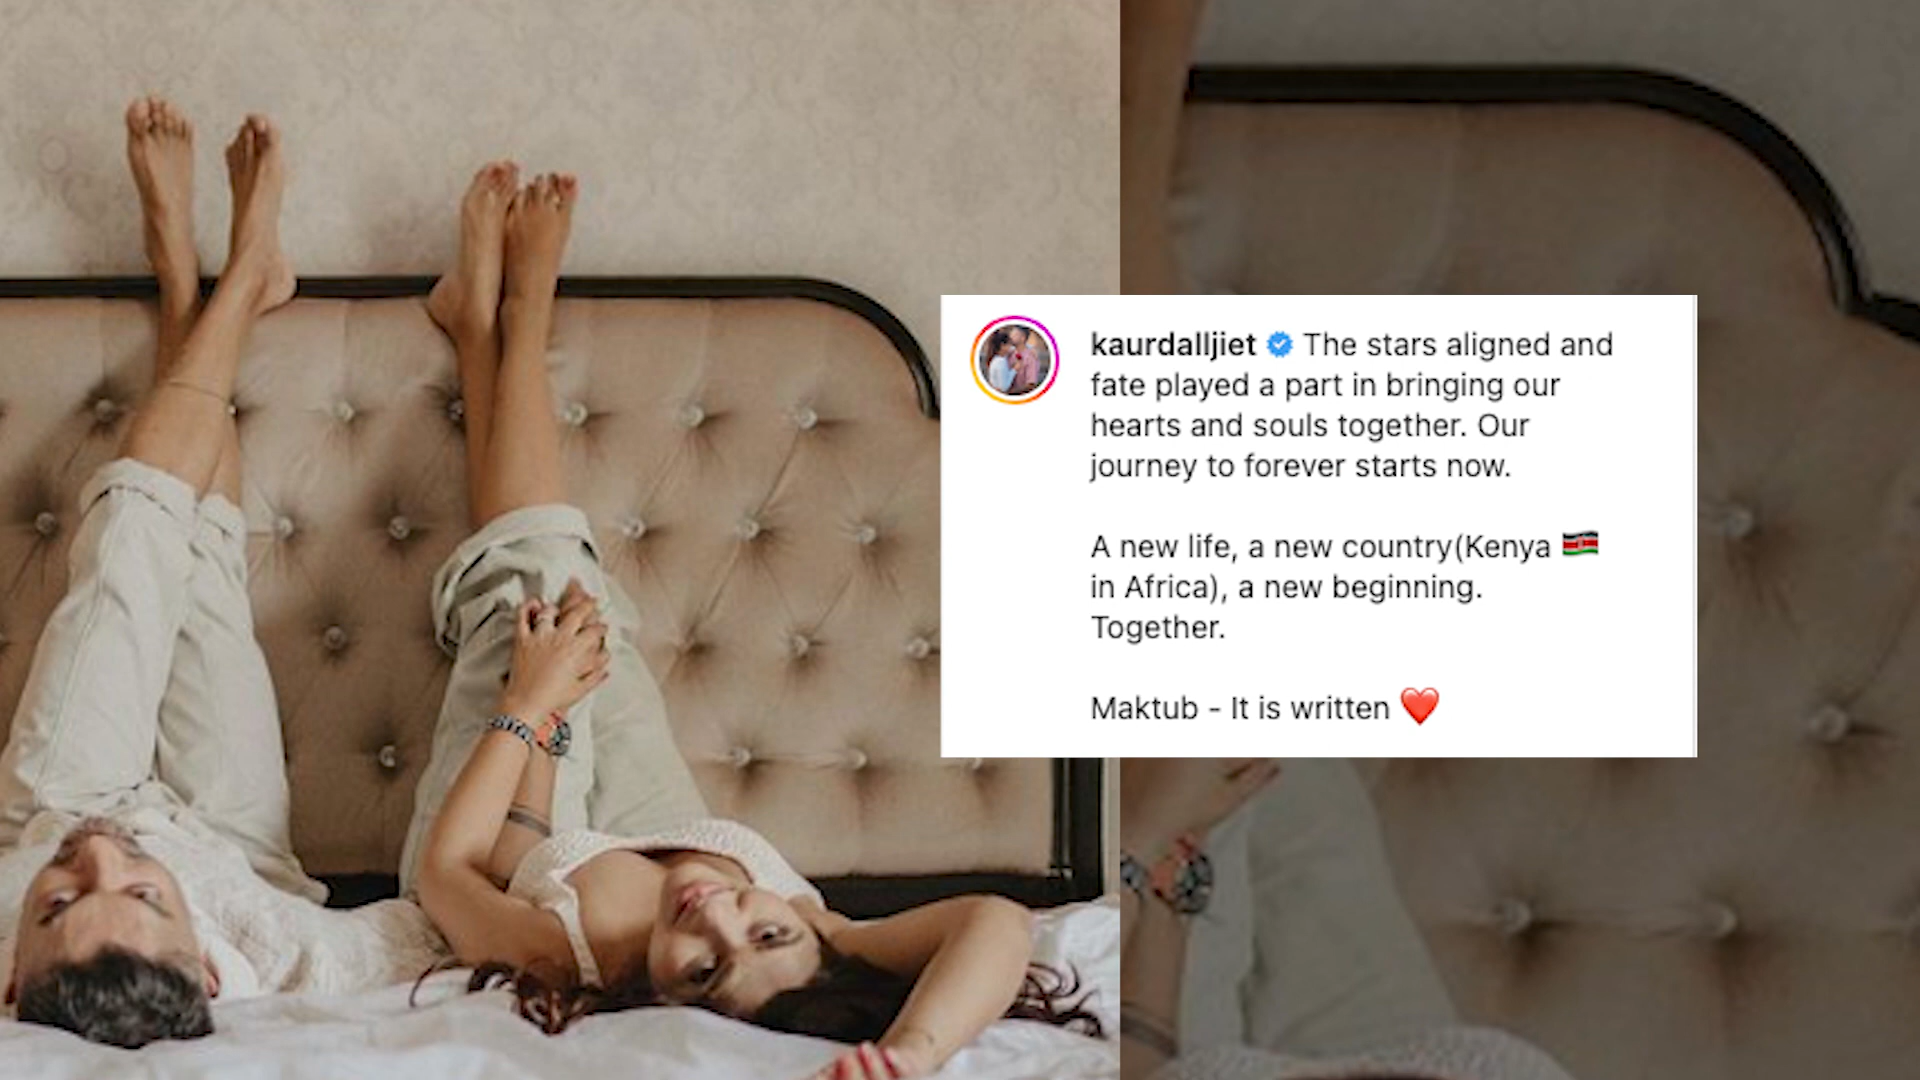 kaurdalljiet The stars aligned and
fate played a part in bringing our
hearts and souls together. Our
journey to forever starts now.
A new life, a new country(Kenya 🇰🇪
in Africa), a new beginning.
Together.
Maktub - It is written ❤️